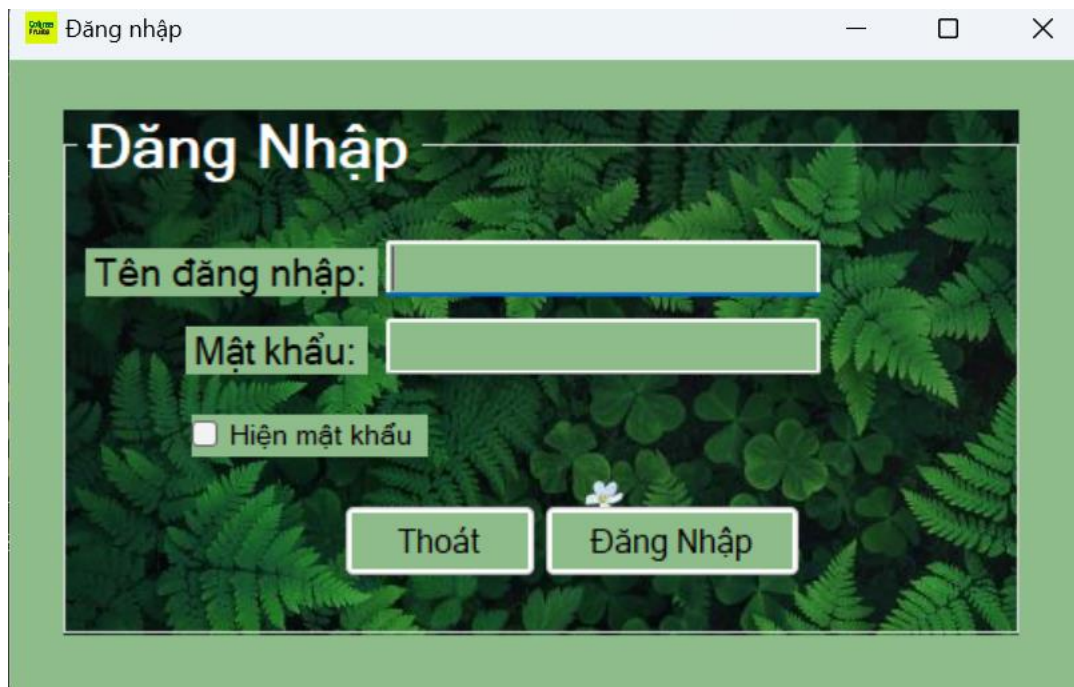 Đăng nhập
Đăng Nhập
Tên đăng nhập:
Mật khẩu:
Hiện mật khẩu
Thoát
Đăng Nhập